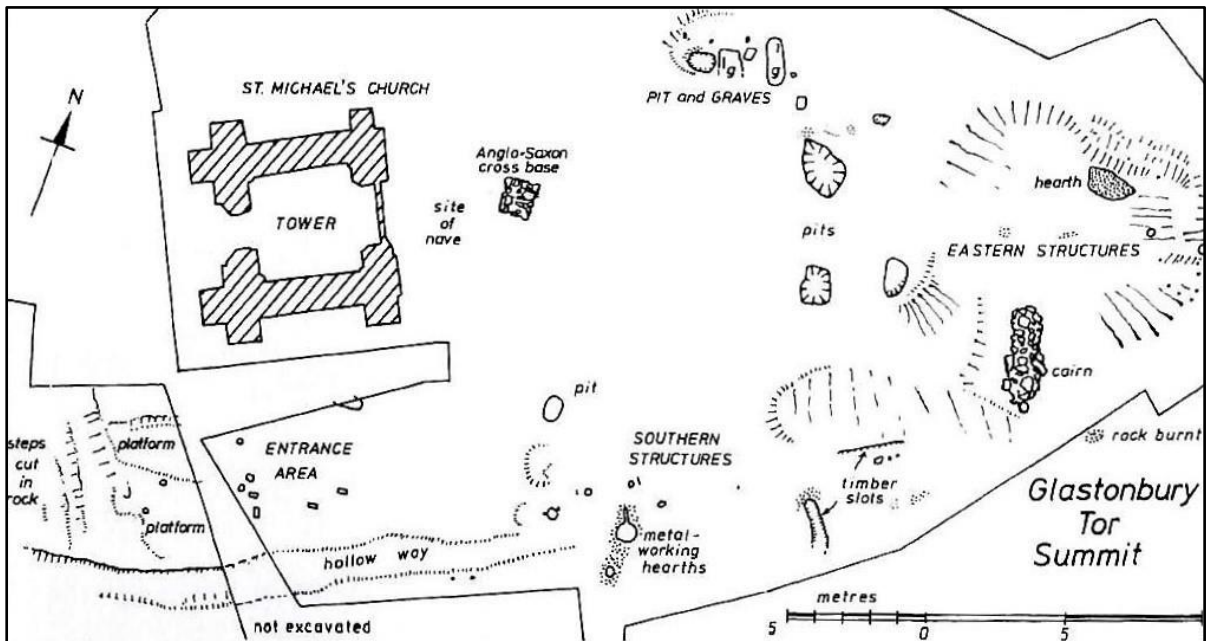 N
ST. MICHAEL'S CHURCH
TOWER
site
of
nave
Anglo-Saxon
cross base
g
g
PIT and GRAVES
pits
hearth
EASTERN STRUCTURES
cairn
rock burnt
steps
cut
in
rock
platform
platform
ENTRANCE
AREA
pit
SOUTHERN
STRUCTURES
timber
slots
metal-
working
hearths
hollow way
not excavated
Glastonbury
Tor
Summit
metres
5 0 5